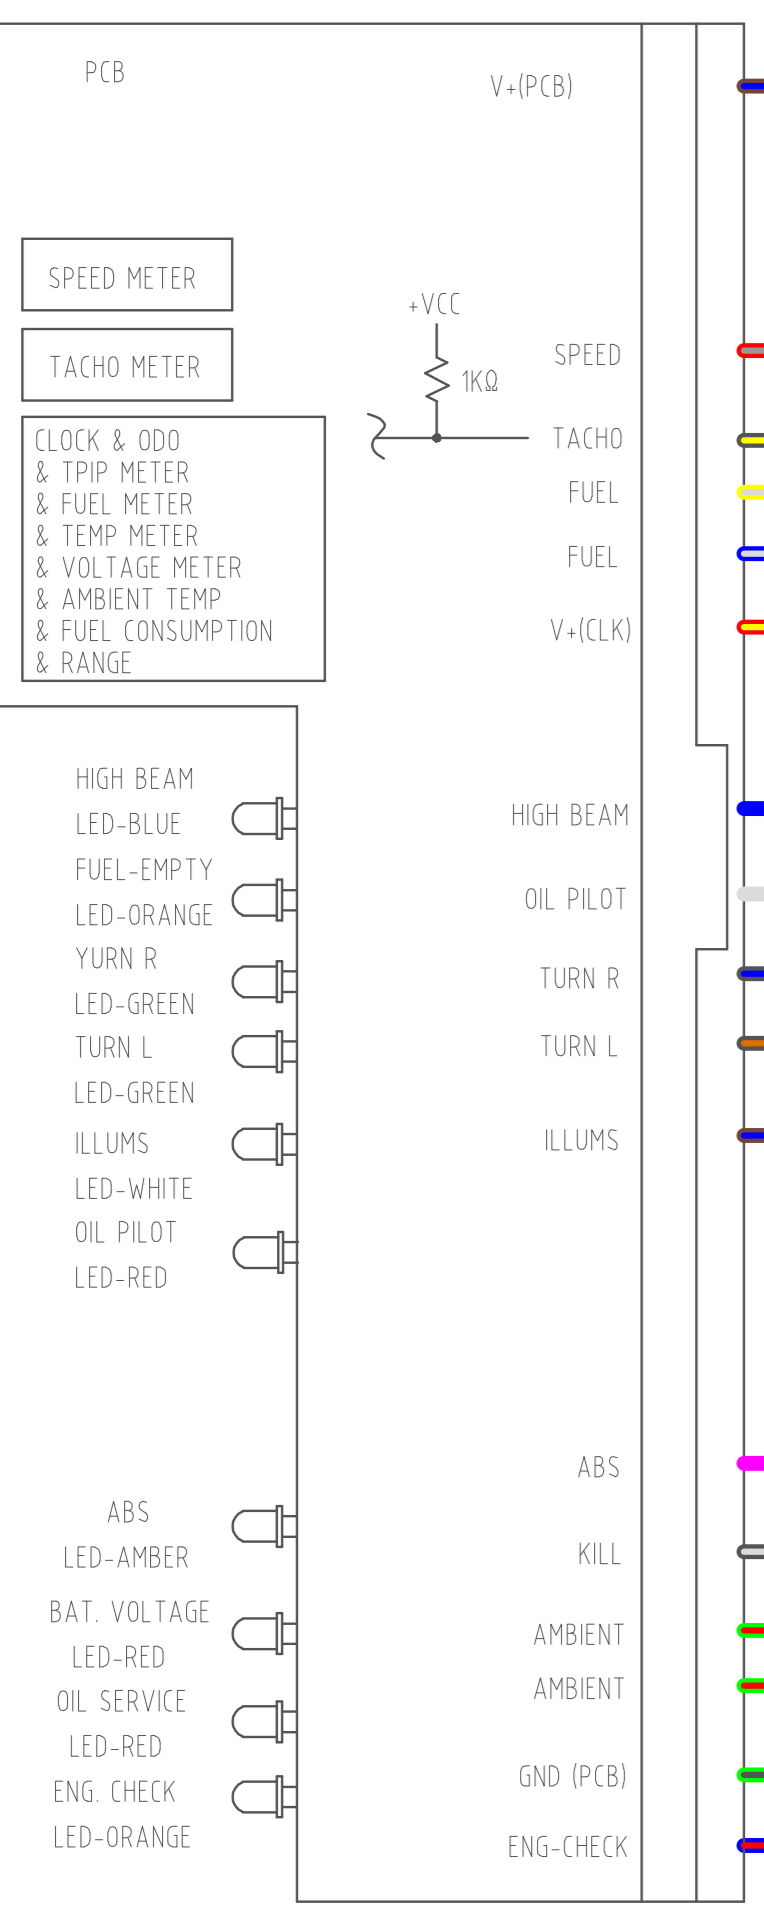 PCB
V+(PCB)
SPEED METER
+VCC
SPEED
TACHO METER
1KΩ
CLOCK & ODO
& TPIP METER
& FUEL METER
& TEMP METER
& VOLTAGE METER
& AMBIENT TEMP
& FUEL CONSUMPTION
& RANGE
TACHO
FUEL
FUEL
V+(CLK)
HIGH BEAM
LED-BLUE
HIGH BEAM
FUEL-EMPTY
LED-ORANGE
OIL PILOT
YURN R
LED-GREEN
TURN R
TURN L
LED-GREEN
TURN L
ILLUMS
LED-WHITE
ILLUMS
OIL PILOT
LED-RED
ABS
ABS
LED-AMBER
KILL
BAT. VOLTAGE
LED-RED
AMBIENT
OIL SERVICE
LED-RED
AMBIENT
ENG. CHECK
LED-ORANGE
GND (PCB)
ENG-CHECK